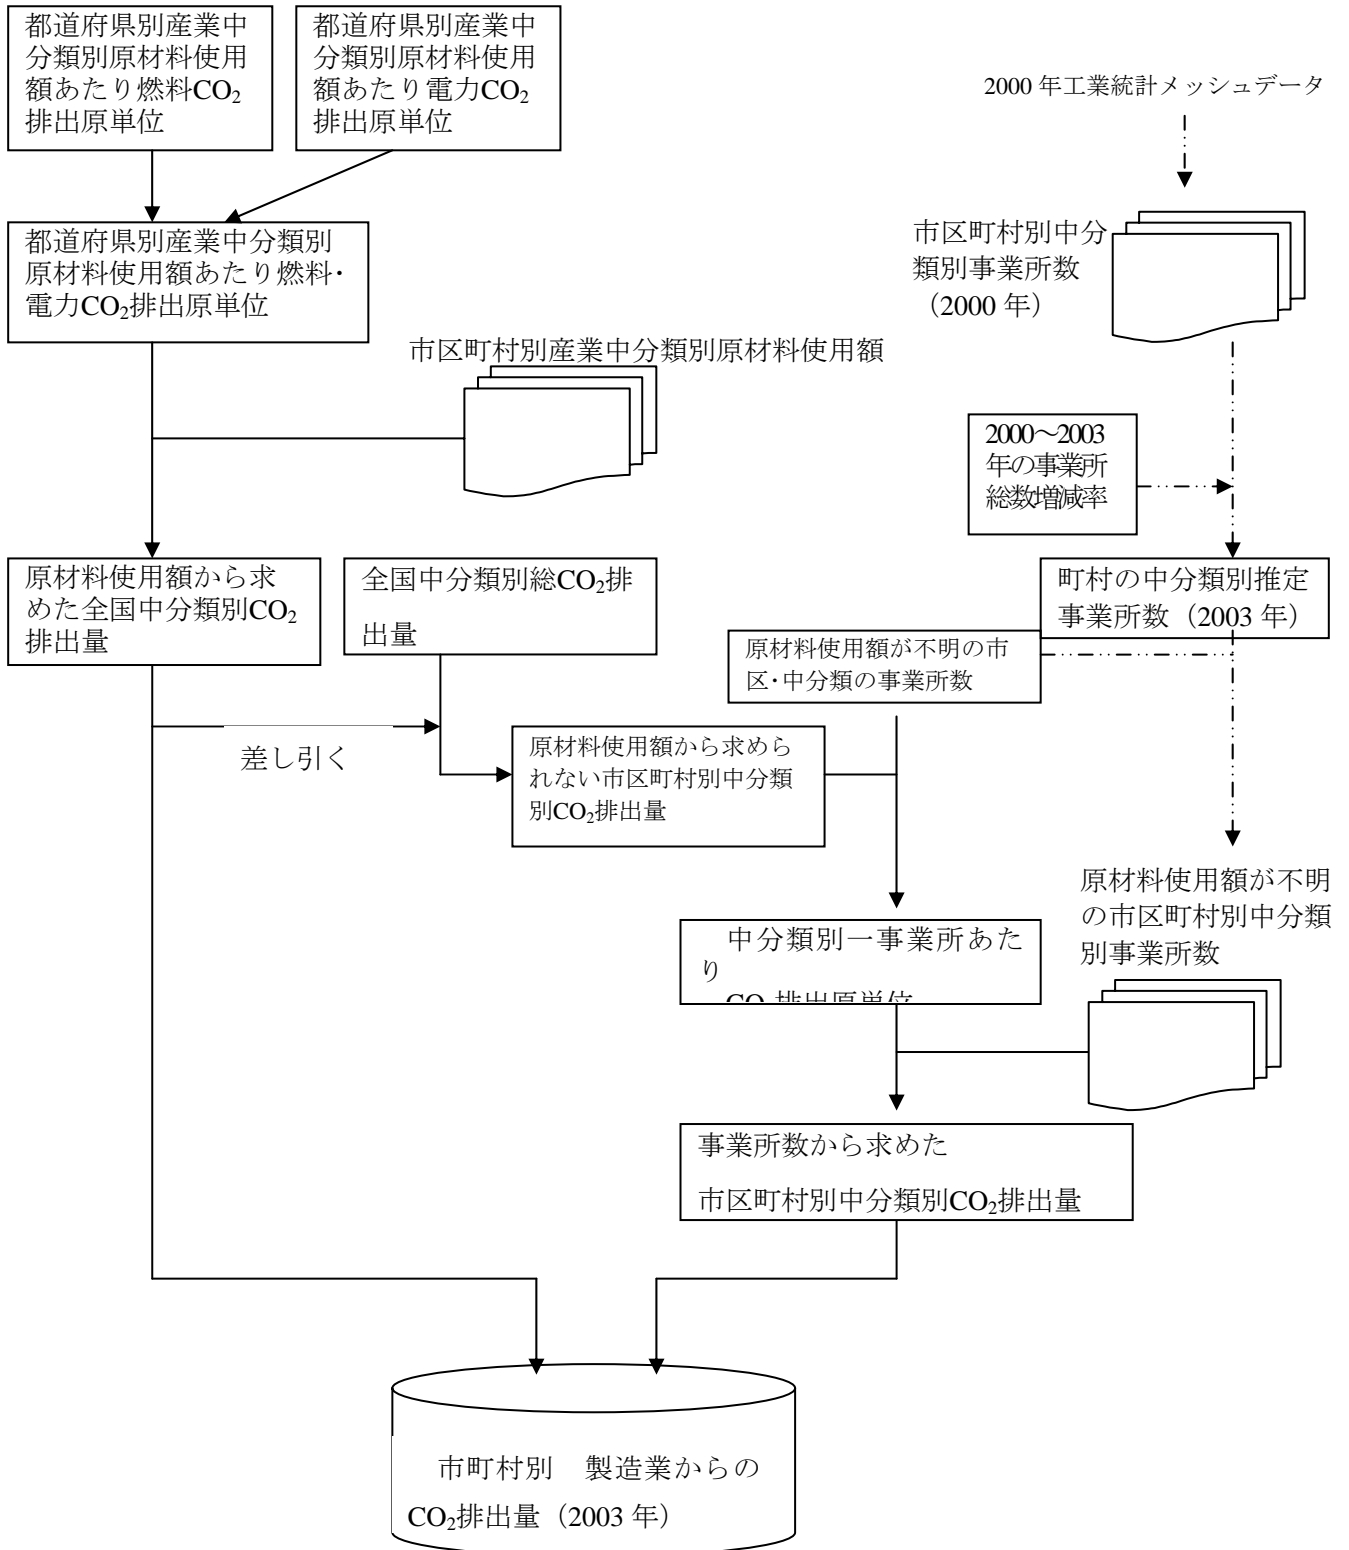 都道府県別産業中
分類別原材料使用
額あたり燃料CO₂
排出原単位
都道府県別産業中
分類別原材料使用
額あたり電力CO₂
排出原単位
2000 年工業統計メッシュデータ
都道府県別産業中分類別
原材料使用額あたり燃料・
電力CO₂排出原単位
市区町村別中分
類別事業所数
（2000 年）
市区町村別産業中分類別原材料使用額
2000～2003
年の事業所
総数増減率
原材料使用額から求
めた全国中分類別CO₂
排出量
全国中分類別総CO₂排
出量
町村の中分類別推定
事業所数（2003 年）
原材料使用額が不明の市
区・中分類の事業所数
差し引く
原材料使用額から求めら
れない市区町村別中分類
別CO₂排出量
原材料使用額が不明
の市区町村別中分類
別事業所数
中分類別一事業所あた
り
CO₂排出原単位
事業所数から求めた
市区町村別中分類別CO₂排出量
市町村別　製造業からの
CO₂排出量（2003 年）